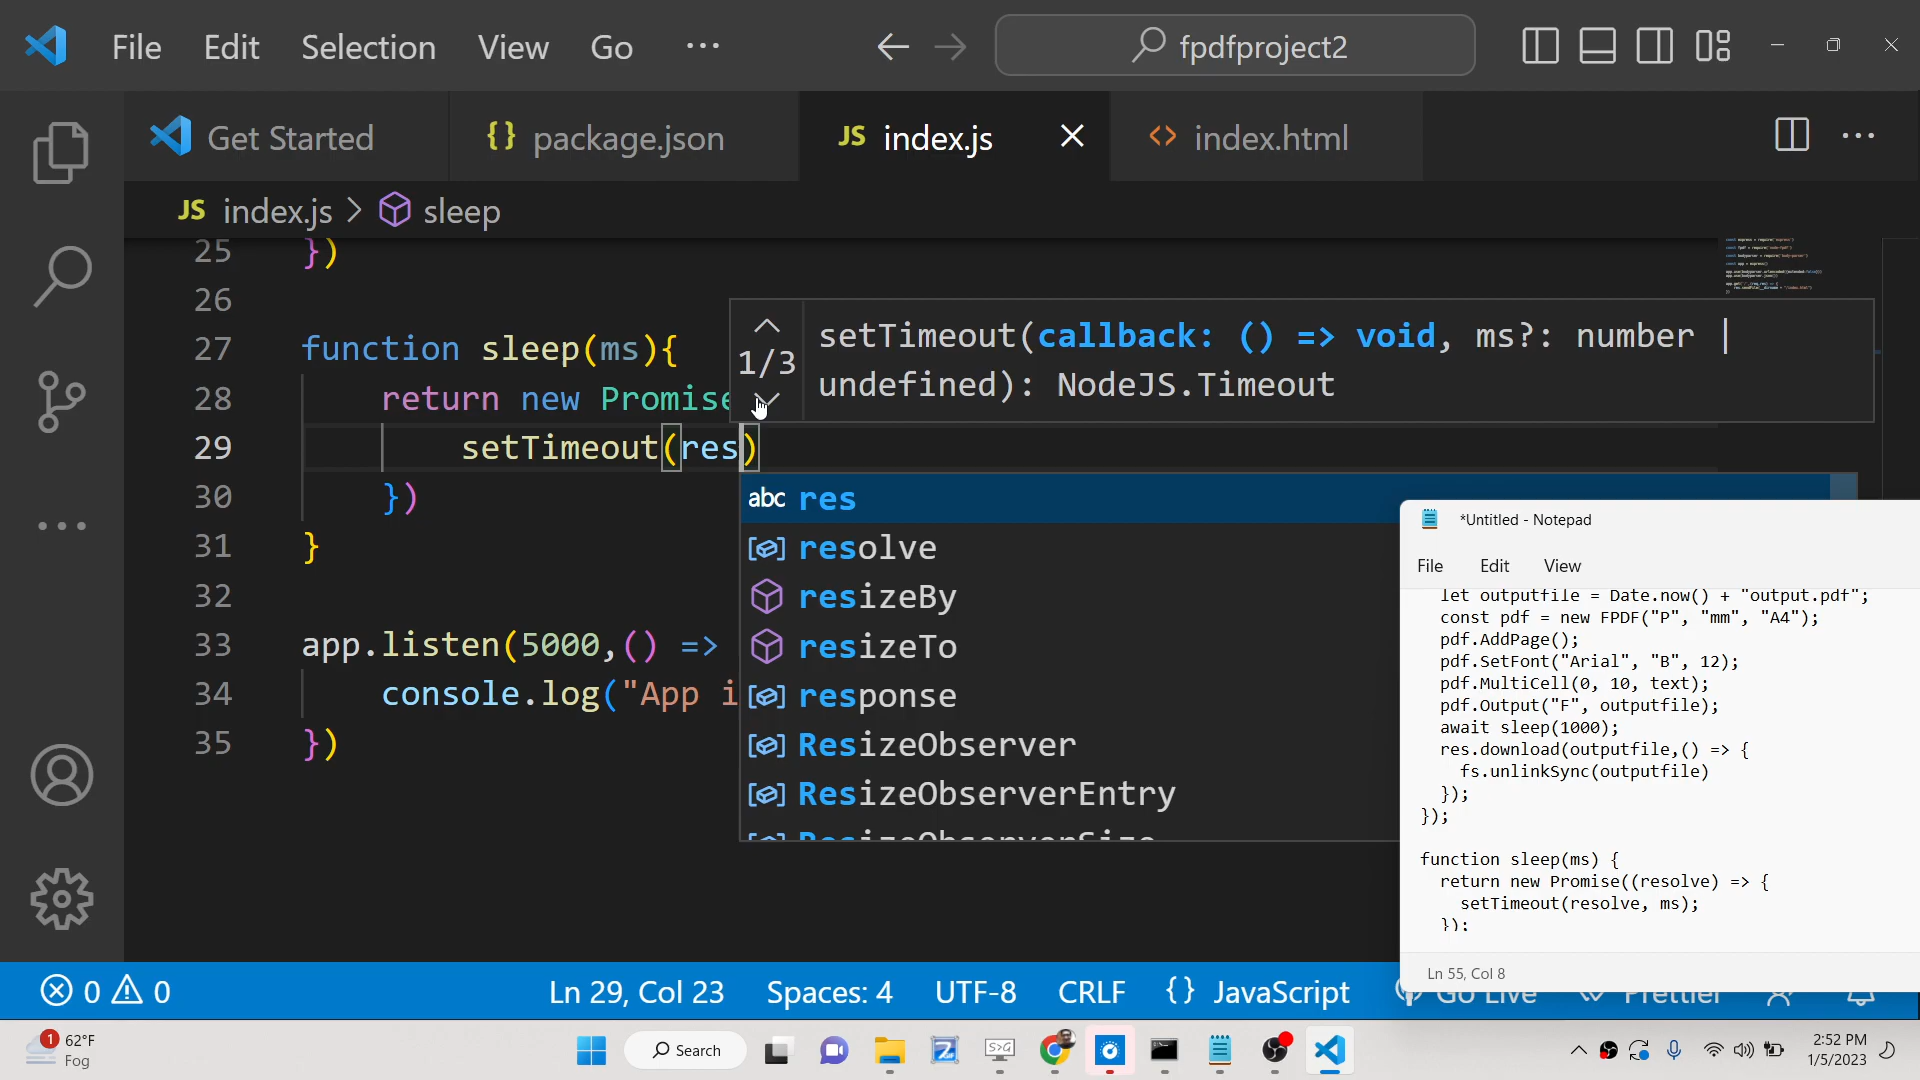 File Edit Selection View Go ···
fpdfproject2
Get Started
{} package.json
JS index.js
<> index.html
JS index.js > sleep
25 })
26
27 function sleep(ms){
28 return new Promise
29 setTimeout(res)
30 })
31 }
32
33 app.listen(5000,() =>
34 console.log("App i
35 })
1/3
setTimeout(callback: () => void, ms?: number |
undefined): NodeJS.Timeout
abc res
resolve
resizeBy
resizeTo
response
ResizeObserver
ResizeObserverEntry
ResizeObserverSize
*Untitled - Notepad
File Edit View
let outputfile = Date.now() + "output.pdf";
const pdf = new FPDF("P", "mm", "A4");
pdf.AddPage();
pdf.SetFont("Arial", "B", 12);
pdf.MultiCell(0, 10, text);
pdf.Output("F", outputfile);
await sleep(1000);
res.download(outputfile,() => {
fs.unlinkSync(outputfile)
});
});
function sleep(ms) {
return new Promise((resolve) => {
setTimeout(resolve, ms);
});
Ln 55, Col 8
0 0
Ln 29, Col 23 Spaces: 4 UTF-8 CRLF {} JavaScript Go Live Prettier
1
62°F
Fog
Search
2:52 PM
1/5/2023